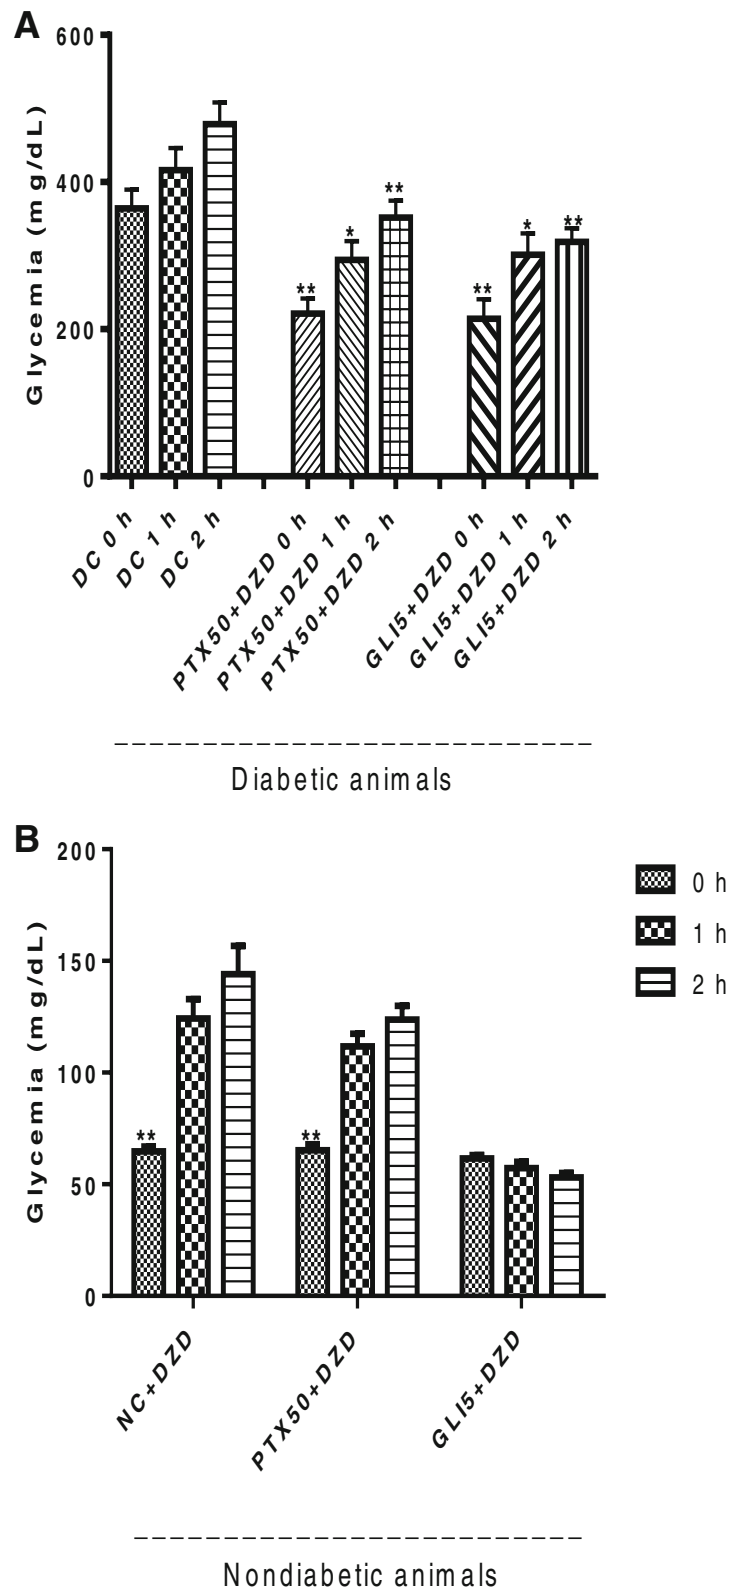 A
600
400
200
0
Glycemia (mg/dL)
**
*
**
**
*
**
DC 0 h
DC 1 h
DC 2 h
PTX50+DZD 0 h
PTX50+DZD 1 h
PTX50+DZD 2 h
GLI5+DZD 0 h
GLI5+DZD 1 h
GLI5+DZD 2 h
Diabetic animals
B
200
150
100
50
0
Glycemia (mg/dL)
**
**
0 h
1 h
2 h
NC+DZD
PTX50+DZD
GLI5+DZD
Nondiabetic animals